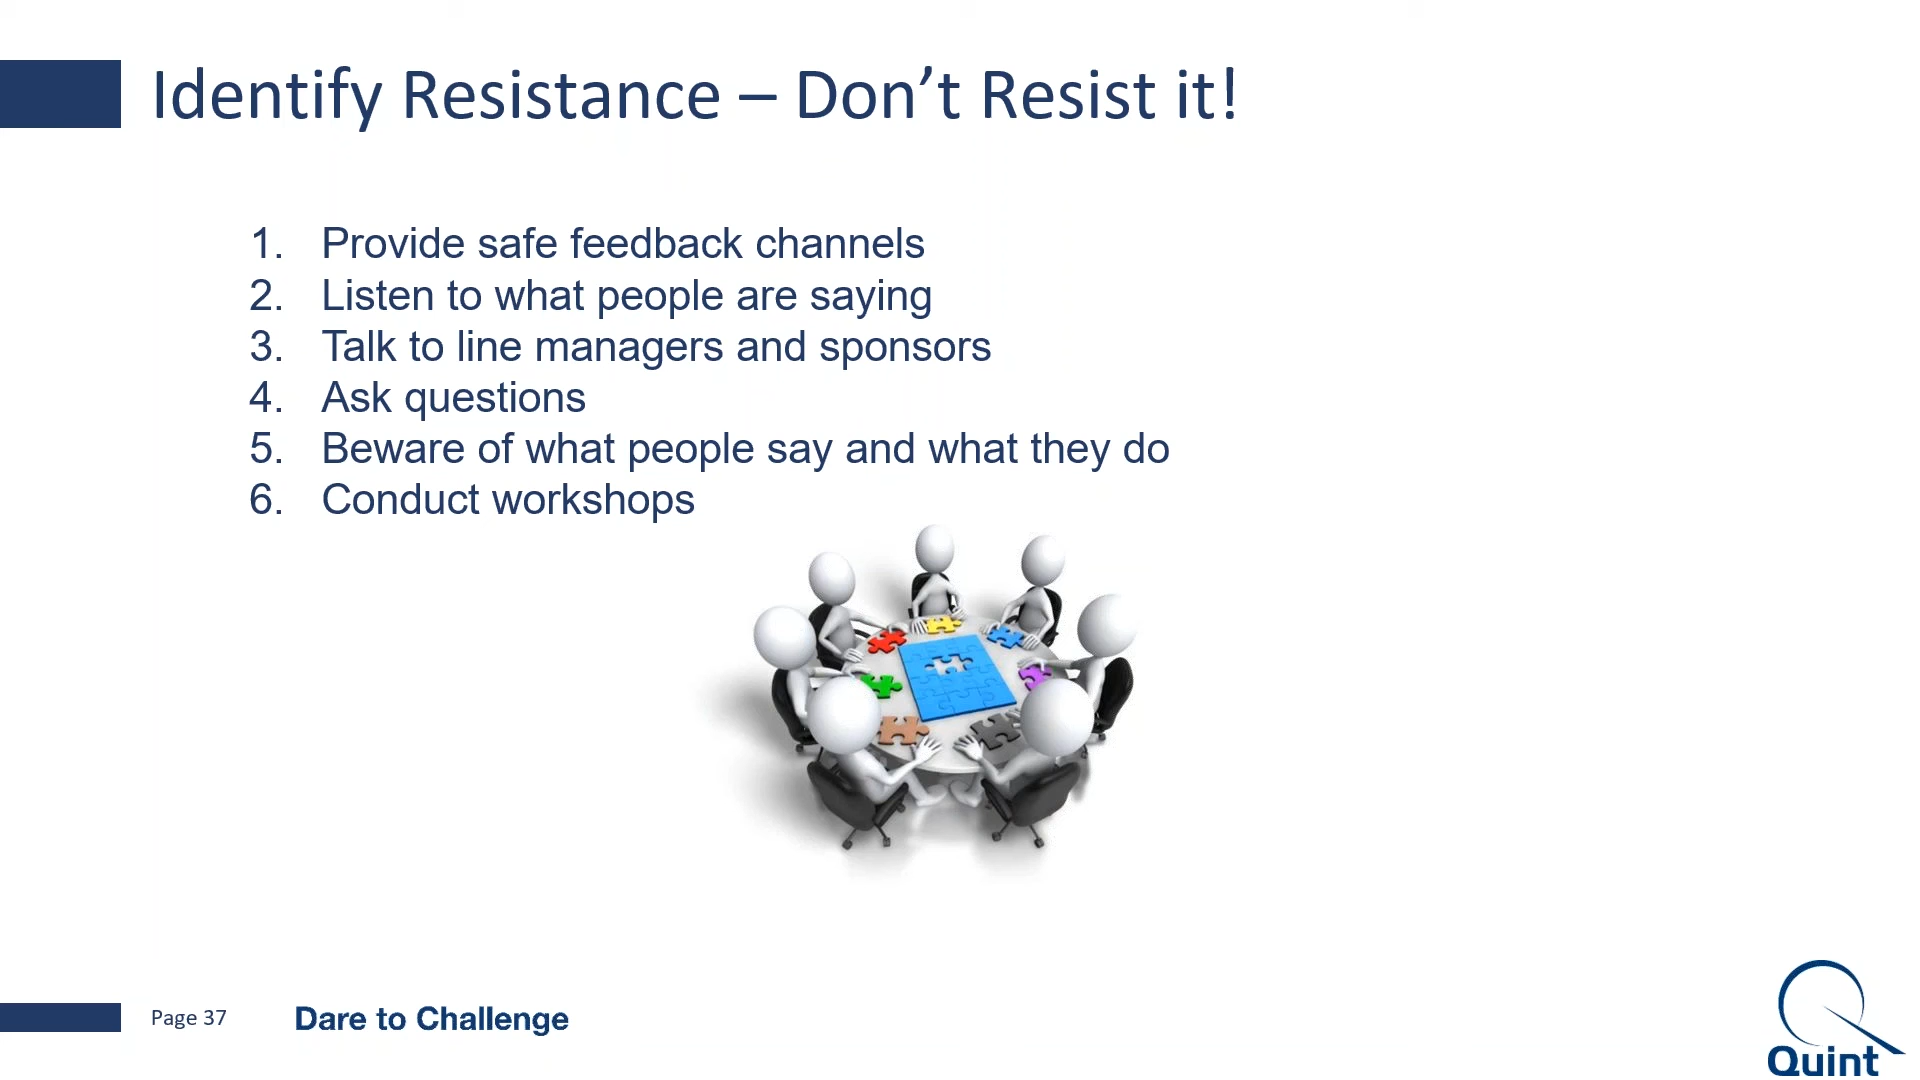 Identify Resistance – Don’t Resist it!
1. Provide safe feedback channels
2. Listen to what people are saying
3. Talk to line managers and sponsors
4. Ask questions
5. Beware of what people say and what they do
6. Conduct workshops
Page 37
Dare to Challenge
Quint